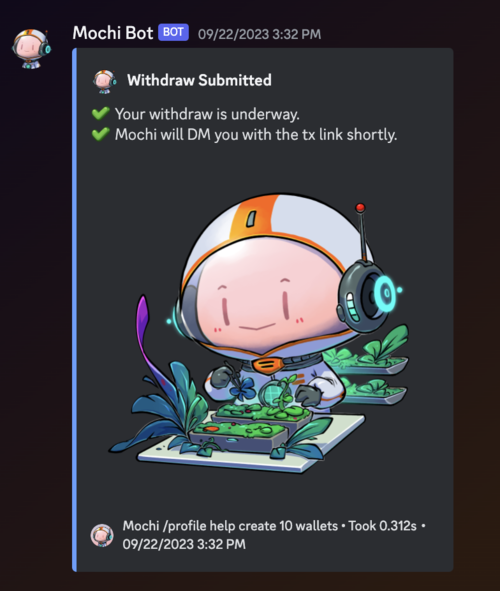 Mochi Bot BOT 09/22/2023 3:32 PM
Withdraw Submitted
Your withdraw is underway.
Mochi will DM you with the tx link shortly.
Mochi /profile help create 10 wallets • Took 0.312s •
09/22/2023 3:32 PM